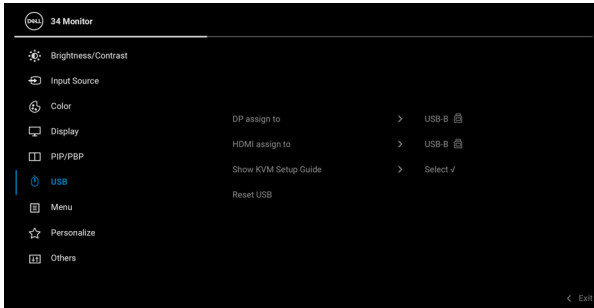 DELL 34 Monitor
Brightness/Contrast
Input Source
Color
DP assign to > USB-B
Display
HDMI assign to > USB-B
PIP/PBP
Show KVM Setup Guide > Select √
USB
Reset USB
Menu
Personalize
Others
< Exit